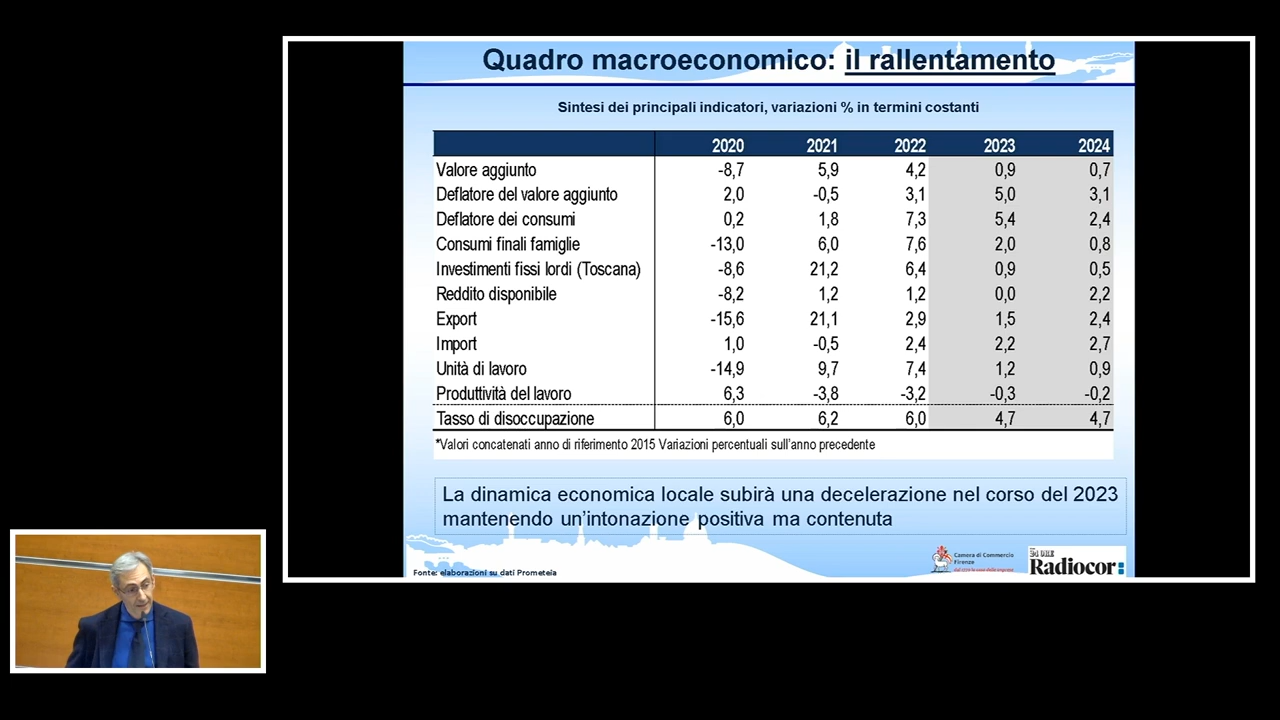 Quadro macroeconomico: il rallentamento
Sintesi dei principali indicatori, variazioni % in termini costanti
2020 2021 2022 2023 2024
Valore aggiunto -8,7 5,9 4,2 0,9 0,7
Deflatore del valore aggiunto 2,0 -0,5 3,1 5,0 3,1
Deflatore dei consumi 0,2 1,8 7,3 5,4 2,4
Consumi finali famiglie -13,0 6,0 7,6 2,0 0,8
Investimenti fissi lordi (Toscana) -8,6 21,2 6,4 0,9 0,5
Reddito disponibile -8,2 1,2 1,2 0,0 2,2
Export -15,6 21,1 2,9 1,5 2,4
Import 1,0 -0,5 2,4 2,2 2,7
Unità di lavoro -14,9 9,7 7,4 1,2 0,9
Produttività del lavoro 6,3 -3,8 -3,2 -0,3 -0,2
Tasso di disoccupazione 6,0 6,2 6,0 4,7 4,7
*Valori concatenati anno di riferimento 2015 Variazioni percentuali sull'anno precedente
La dinamica economica locale subirà una decelerazione nel corso del 2023
mantenendo un'intonazione positiva ma contenuta
Fonte: elaborazioni su dati Prometeia
Camera di Commercio
Firenze
24 ORE
Radiocor